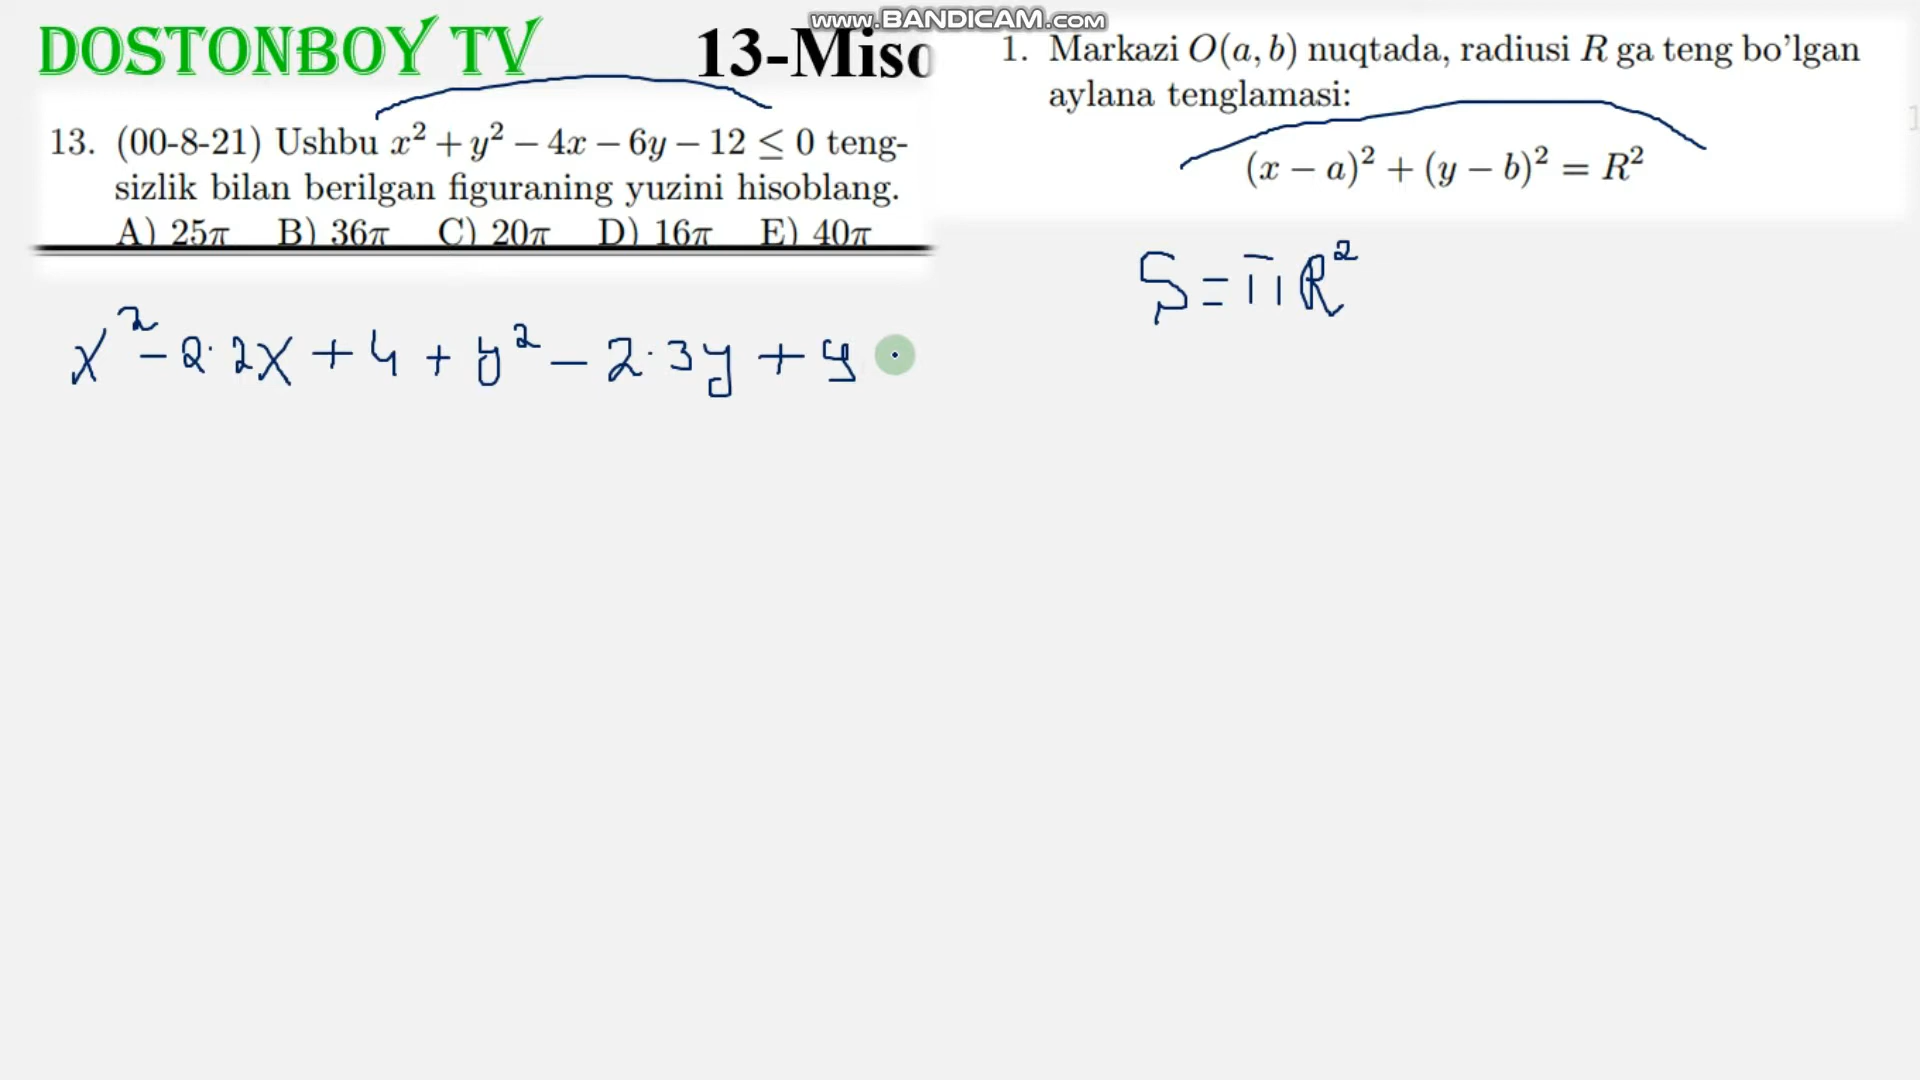 www.BANDICAM.com
DOSTONBOY TV
13-Miso
13. (00-8-21) Ushbu x² + y² − 4x − 6y − 12 ≤ 0 teng-
sizlik bilan berilgan figuraning yuzini hisoblang.
A) 25π B) 36π C) 20π D) 16π E) 40π
1. Markazi O(a, b) nuqtada, radiusi R ga teng bo’lgan
aylana tenglamasi:
(x − a)² + (y − b)² = R²
S = πR²
x² − 2·2x + 4 + y² − 2·3y + 9